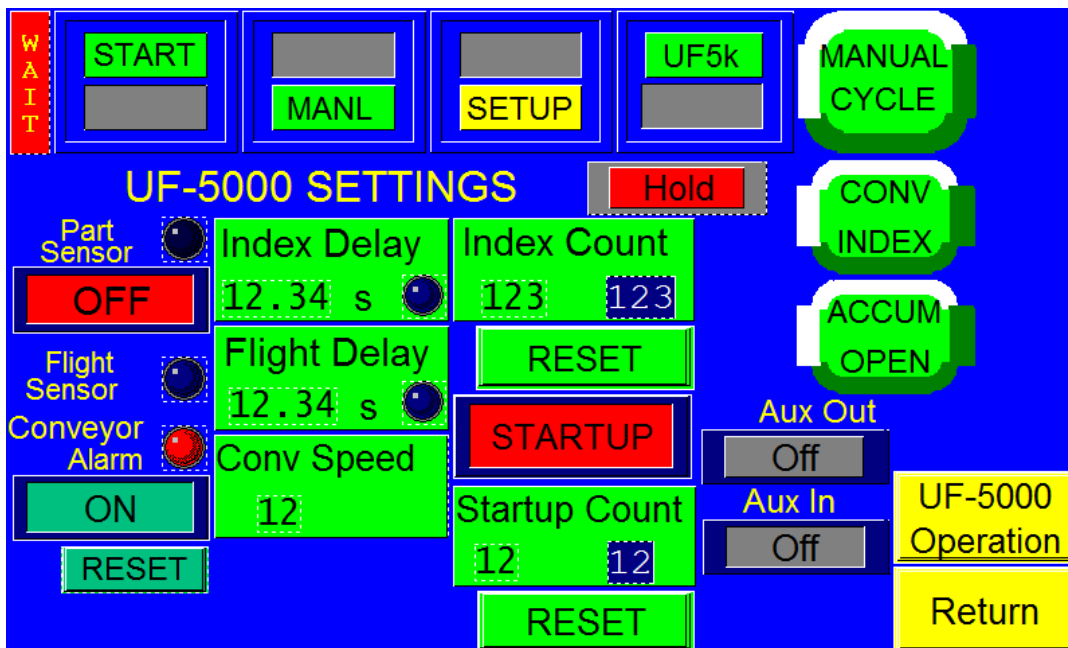 WAIT
START
MANL
SETUP
UF5k
MANUAL
CYCLE
UF-5000 SETTINGS
Hold
CONV
INDEX
Part
Sensor
OFF
Index Delay
12.34 s
Index Count
123 123
ACCUM
OPEN
Flight
Sensor
Flight Delay
12.34 s
RESET
Conveyor
Alarm
ON
RESET
Conv Speed
12
STARTUP
Startup Count
12 12
RESET
Aux Out
Off
Aux In
Off
UF-5000
Operation
Return